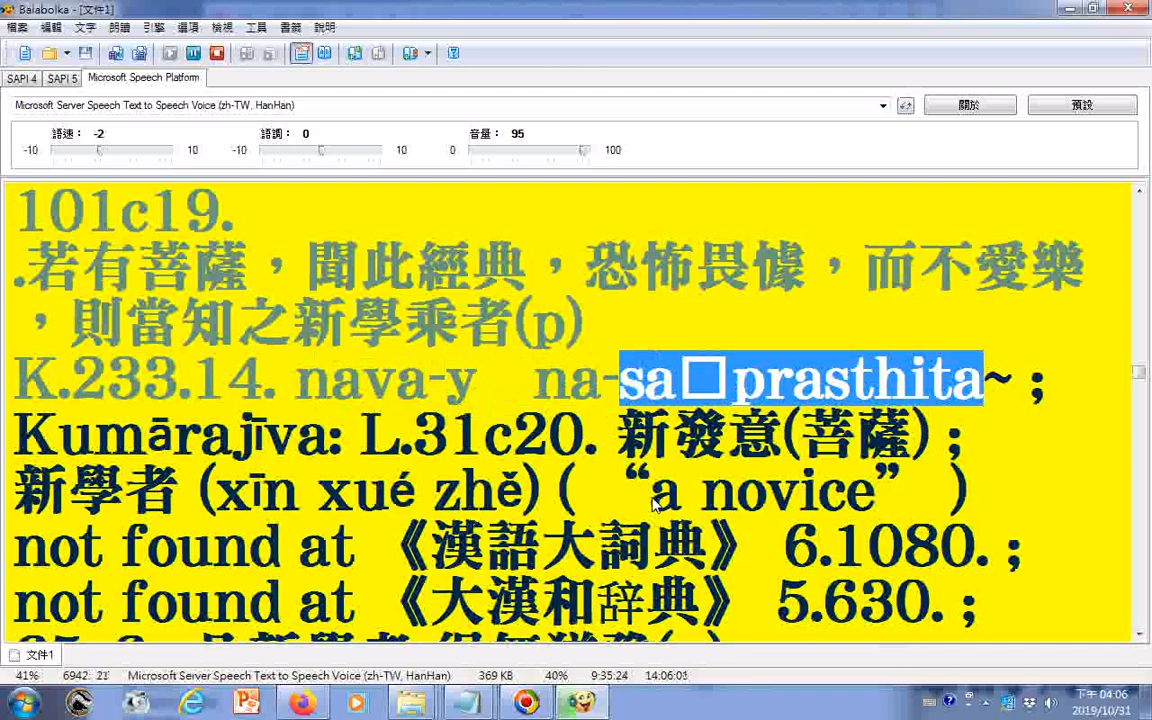 Balabolka - [文件1]
檔案 編輯 文字 朗讀 引擎 選項 檢視 工具 書籤 說明
SAPI 4 SAPI 5 Microsoft Speech Platform
Microsoft Server Speech Text to Speech Voice (zh-TW, HanHan) 關於 預設
語速： -2 語調： 0 音量： 95
-10 10 -10 10 0 100
101c19.
.若有菩薩，聞此經典，恐怖畏懅，而不愛樂
，則當知之新學乘者(p)
K.233.14. nava-y na-sa□prasthita~ ;
Kumārajīva: L.31c20. 新發意(菩薩) ;
新學者 (xīn xué zhě) ( “a novice” )
not found at 《漢語大詞典》 6.1080. ;
not found at 《大漢和辞典》 5.630. ;
文件1
41% 6942: 21 Microsoft Server Speech Text to Speech Voice (zh-TW, HanHan) 369 KB 40% 9:35:24 14:06:03
下午 04:06
2019/10/31